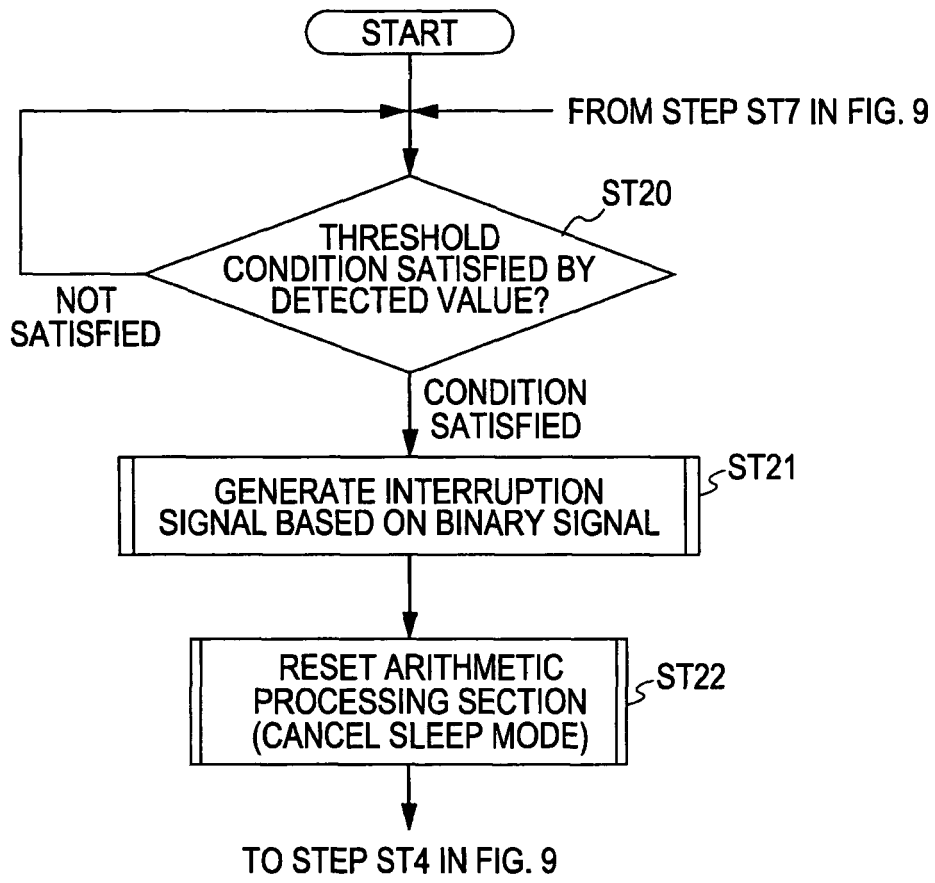 START
FROM STEP ST7 IN FIG. 9
ST20
THRESHOLD
CONDITION SATISFIED BY
DETECTED VALUE?
NOT
SATISFIED
CONDITION
SATISFIED
ST21
GENERATE INTERRUPTION
SIGNAL BASED ON BINARY SIGNAL
ST22
RESET ARITHMETIC
PROCESSING SECTION
(CANCEL SLEEP MODE)
TO STEP ST4 IN FIG. 9